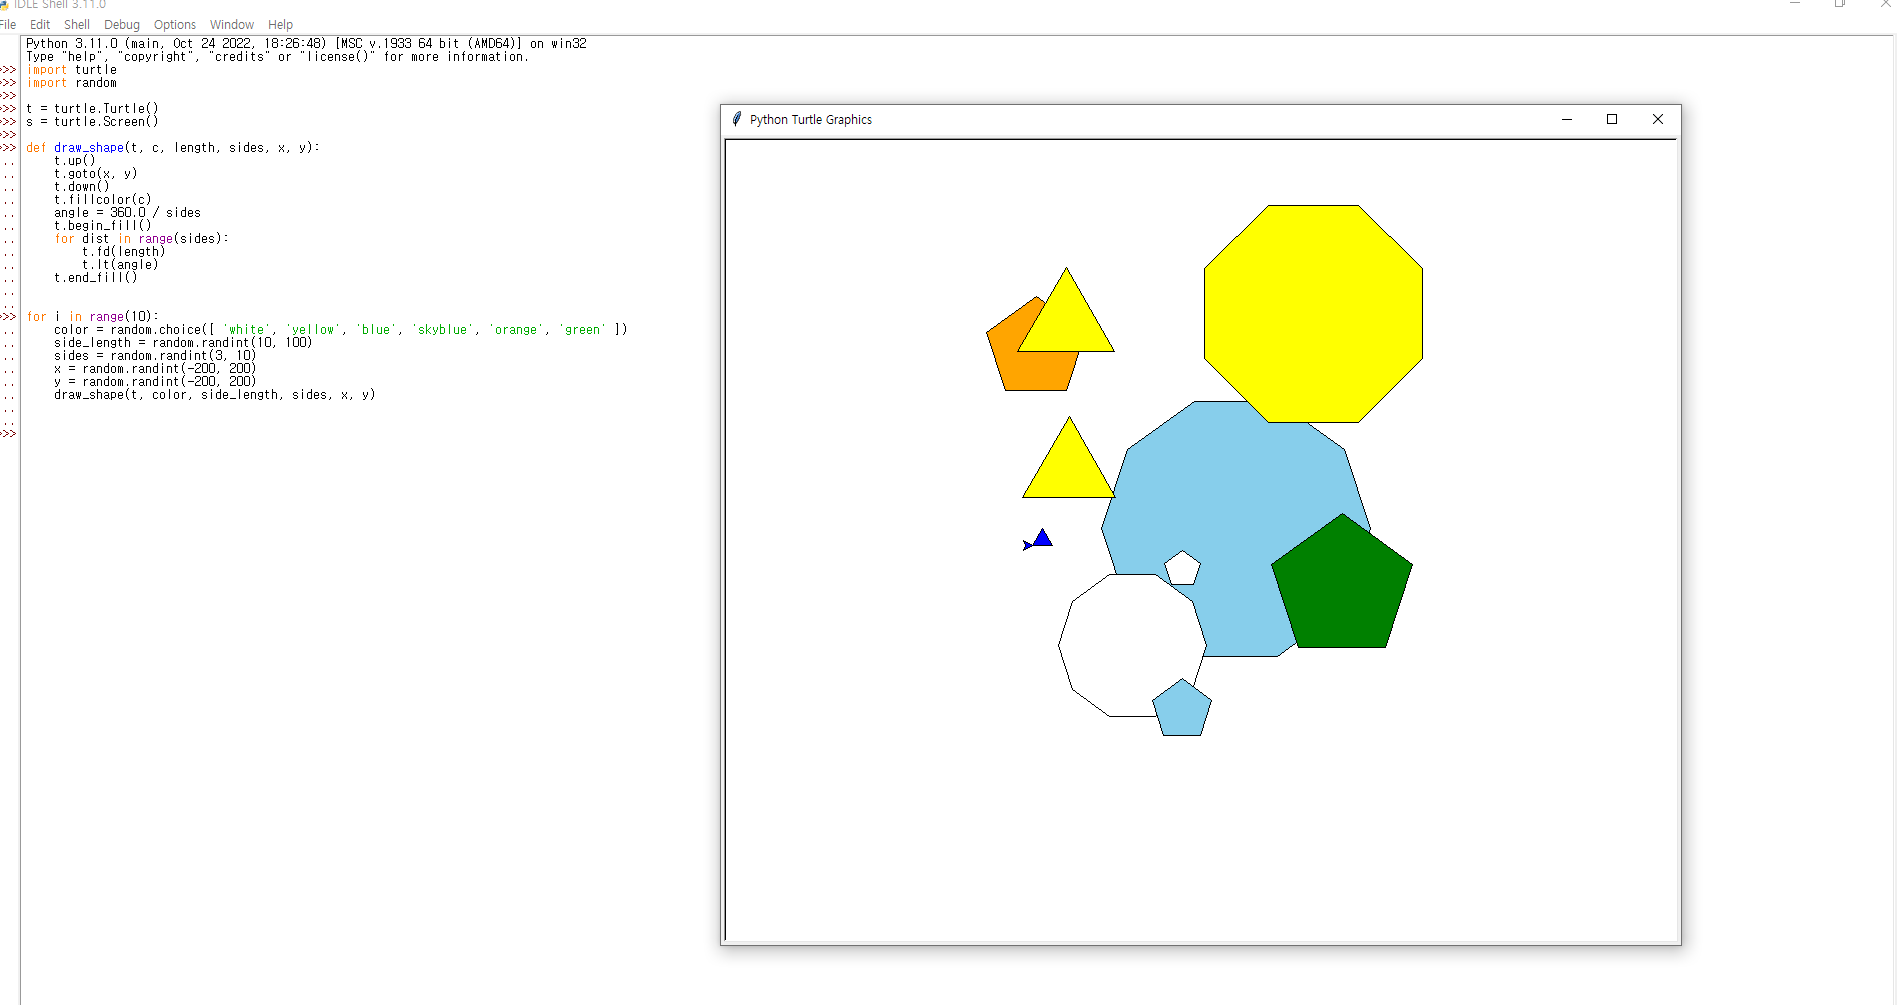 IDLE Shell 3.11.0
File Edit Shell Debug Options Window Help
Python 3.11.0 (main, Oct 24 2022, 18:26:48) [MSC v.1933 64 bit (AMD64)] on win32
Type "help", "copyright", "credits" or "license()" for more information.
>>> import turtle
>>> import random
>>>
>>> t = turtle.Turtle()
>>> s = turtle.Screen()
>>>
>>> def draw_shape(t, c, length, sides, x, y):
..     t.up()
..     t.goto(x, y)
..     t.down()
..     t.fillcolor(c)
..     angle = 360.0 / sides
..     t.begin_fill()
..     for dist in range(sides):
..         t.fd(length)
..         t.lt(angle)
..     t.end_fill()
..
..
>>> for i in range(10):
..     color = random.choice([ 'white', 'yellow', 'blue', 'skyblue', 'orange', 'green' ])
..     side_length = random.randint(10, 100)
..     sides = random.randint(3, 10)
..     x = random.randint(-200, 200)
..     y = random.randint(-200, 200)
..     draw_shape(t, color, side_length, sides, x, y)
..
..
>>>
Python Turtle Graphics